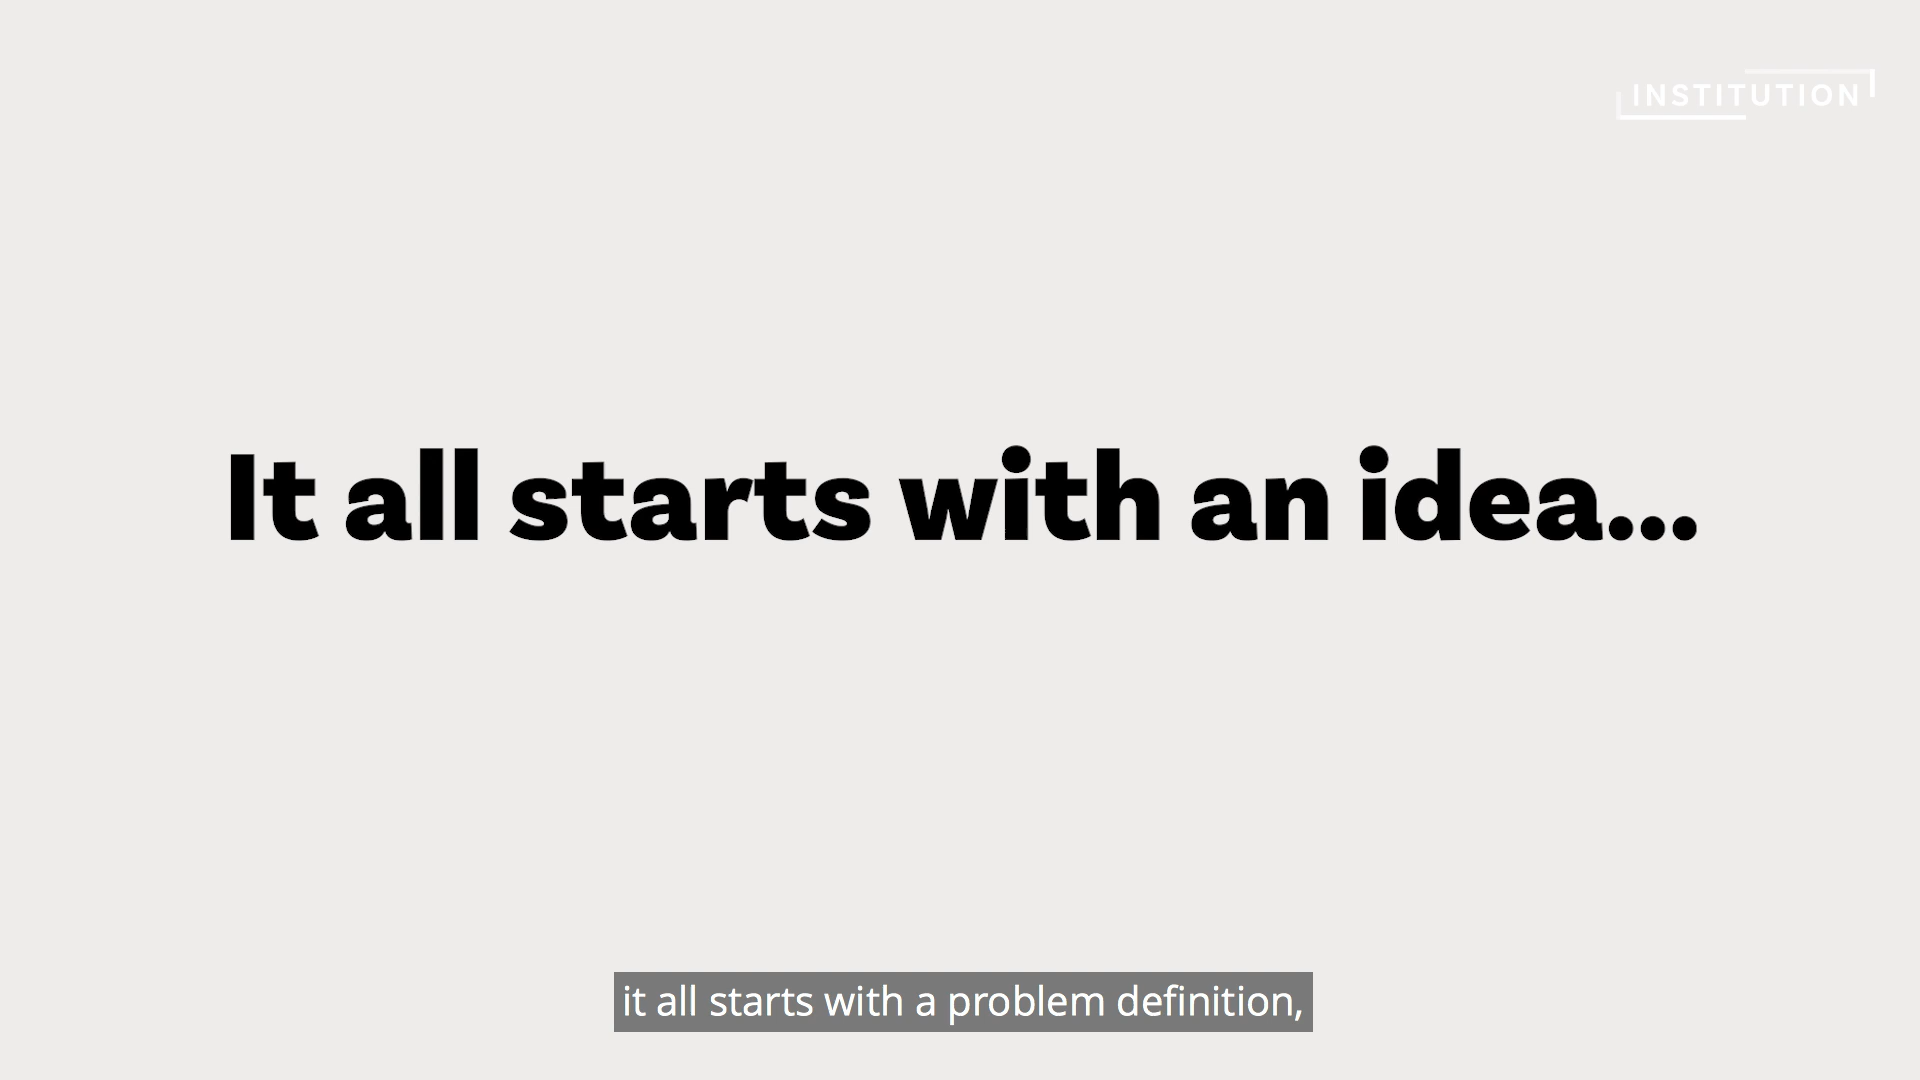 INSTITUTION
It all starts with an idea...
it all starts with a problem definition,